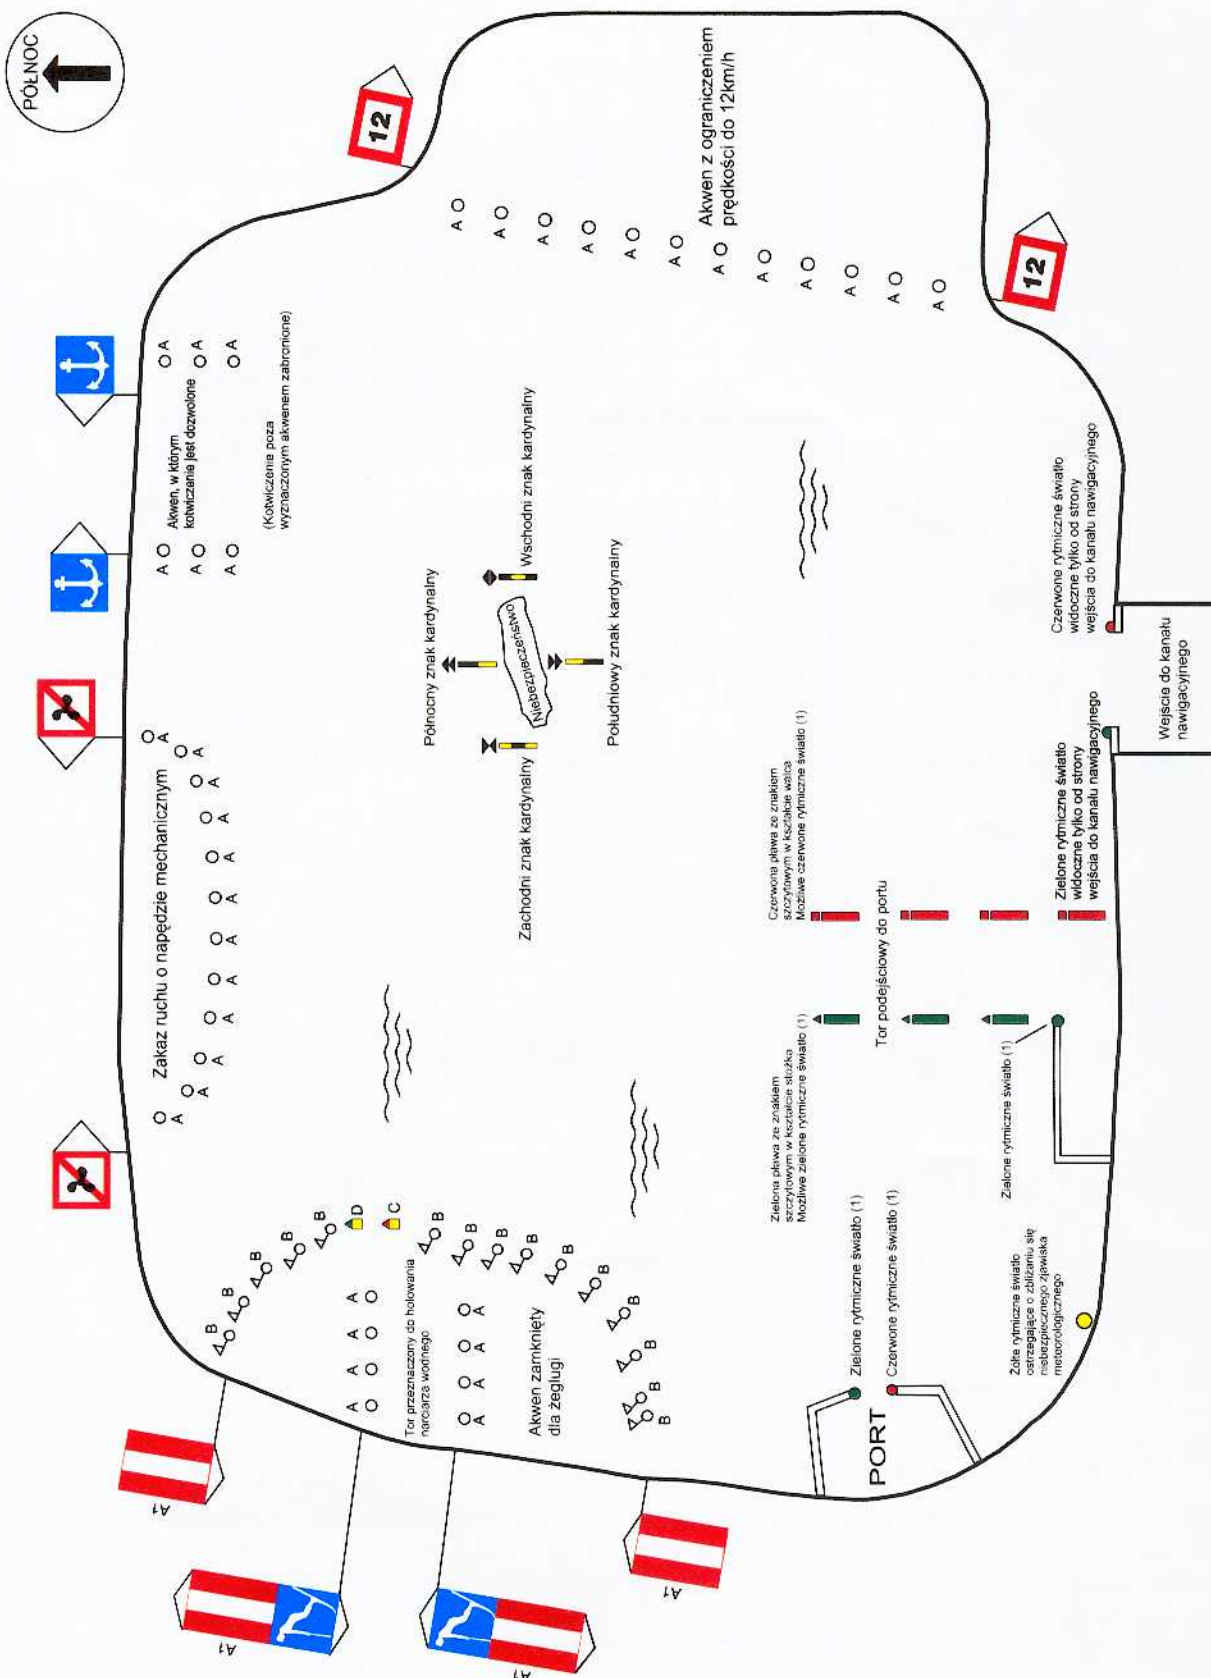 PÓŁNOC
12
Akwen z ograniczeniem
prędkości do 12km/h
A
A
A
A
A
A
A
A
A
A
A
A
12
Akwen, w którym
kotwiczenie jest dozwolone
(Kotwiczenie poza
wyznaczonym akwenem zabronione)
A
A
A
A
A
A
Zakaz ruchu o napędzie mechanicznym
A
A
A
A
A
A
A
A
A
A
A
A
Północny znak kardynalny
Wschodni znak kardynalny
Niebezpieczeństwo
Zachodni znak kardynalny
Południowy znak kardynalny
B
B
B
B
B
D
C
B
B
B
B
B
B
B
B
B
B
A
A
A
A
Tor przeznaczony do holowania
narciarza wodnego
A
A
A
A
Akwen zamknięty
dla żeglugi
A1
A1
A1
A1
Czerwona pława ze znakiem
szczytowym w kształcie walca
Możliwe czerwone rytmiczne światło (1)
Tor podejściowy do portu
Zielona pława ze znakiem
szczytowym w kształcie stożka
Możliwe zielone rytmiczne światło (1)
Czerwone rytmiczne światło
widoczne tylko od strony
wejścia do kanału nawigacyjnego
Wejście do kanału
nawigacyjnego
Zielone rytmiczne światło
widoczne tylko od strony
wejścia do kanału nawigacyjnego
Zielone rytmiczne światło (1)
Zielone rytmiczne światło (1)
Czerwone rytmiczne światło (1)
PORT
Żółte rytmiczne światło
ostrzegające o zbliżaniu się
niebezpiecznego zjawiska
meteorologicznego